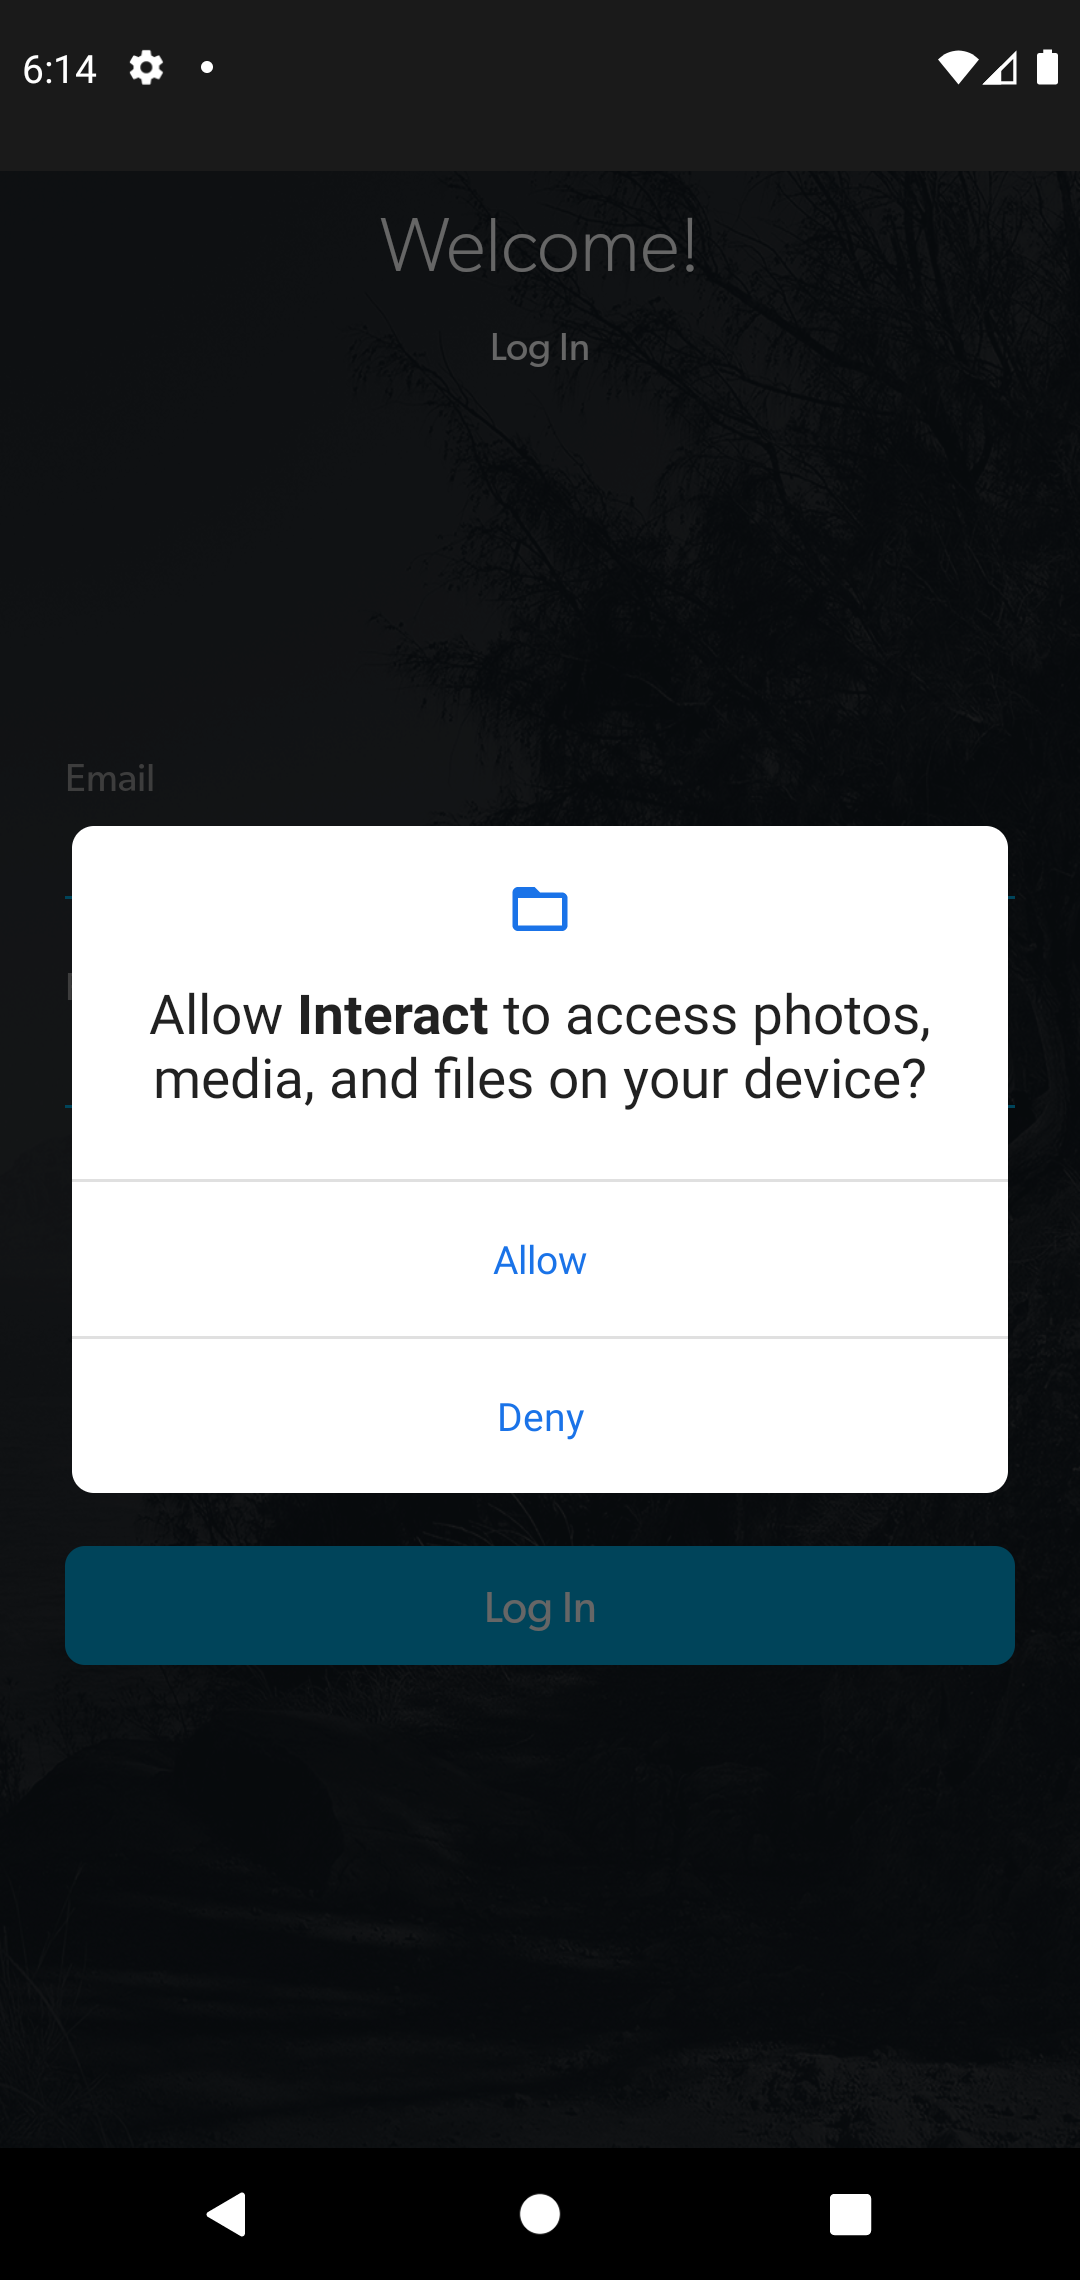 6:14
Welcome!
Log In
Email
Allow Interact to access photos,
media, and files on your device?
Allow
Deny
Log In